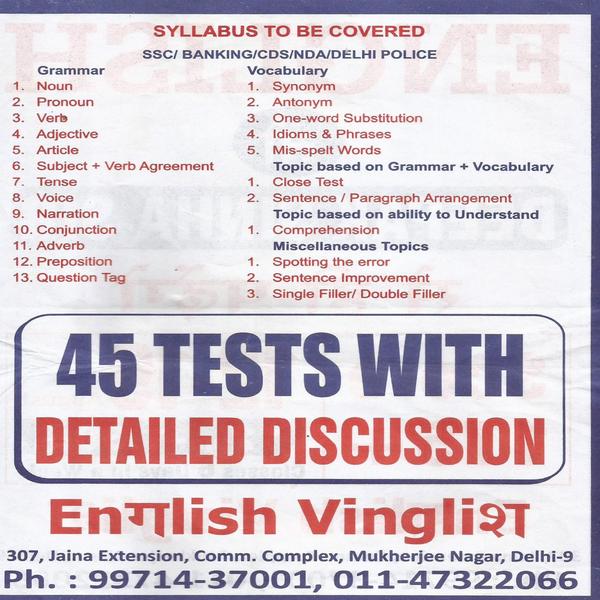 SYLLABUS TO BE COVERED
SSC/ BANKING/CDS/NDA/DELHI POLICE
Grammar
1. Noun
2. Pronoun
3. Verb
4. Adjective
5. Article
6. Subject + Verb Agreement
7. Tense
8. Voice
9. Narration
10. Conjunction
11. Adverb
12. Preposition
13. Question Tag
Vocabulary
1. Synonym
2. Antonym
3. One-word Substitution
4. Idioms & Phrases
5. Mis-spelt Words
Topic based on Grammar + Vocabulary
1. Close Test
2. Sentence / Paragraph Arrangement
Topic based on ability to Understand
1. Comprehension
Miscellaneous Topics
1. Spotting the error
2. Sentence Improvement
3. Single Filler/ Double Filler
45 TESTS WITH
DETAILED DISCUSSION
Enगlish Vingliश
307, Jaina Extension, Comm. Complex, Mukherjee Nagar, Delhi-9
Ph. : 99714-37001, 011-47322066